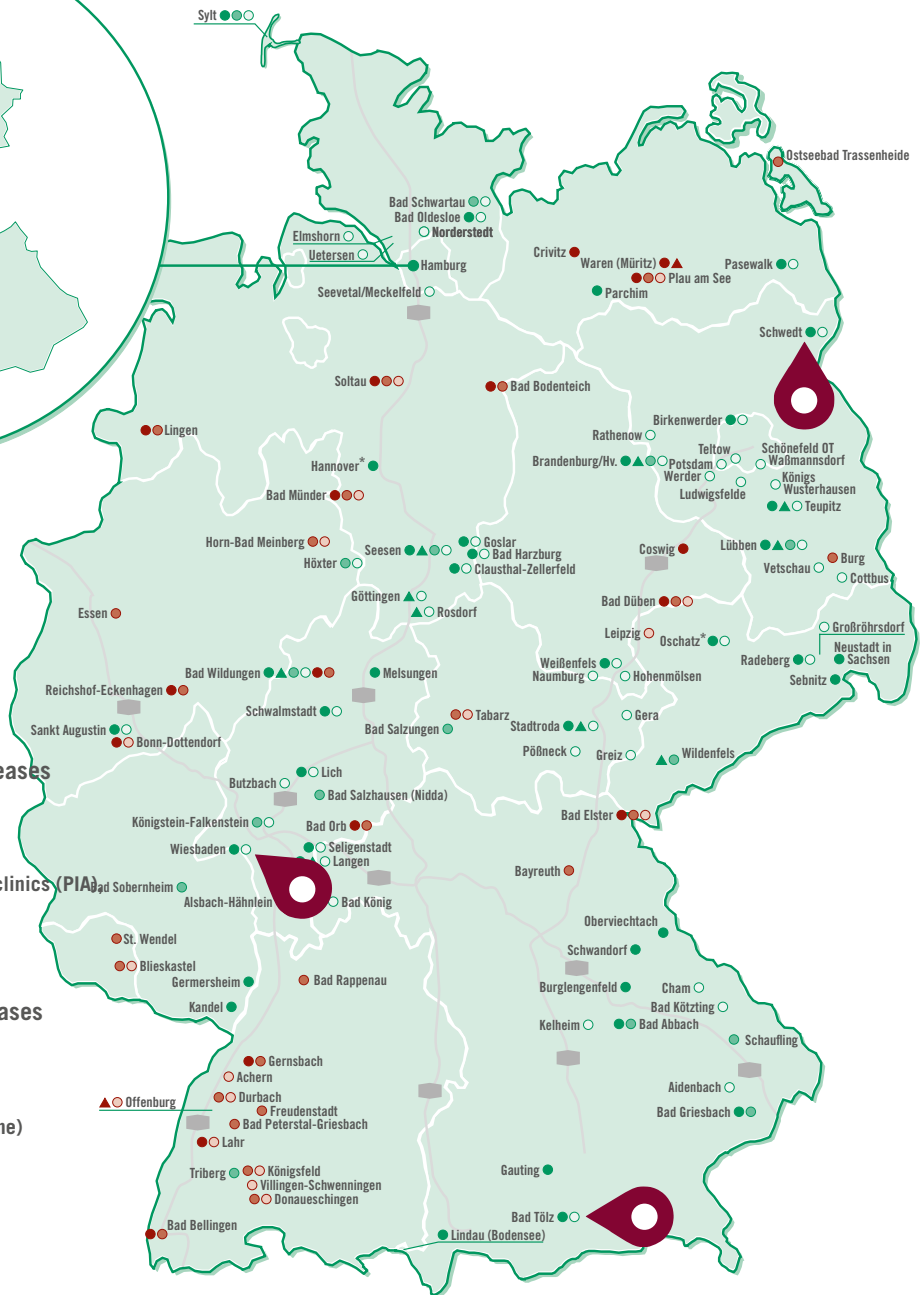 Sylt
Ostseebad Trassenheide
Bad Schwartau
Bad Oldesloe
Norderstedt
Elmshorn
Uetersen
Hamburg
Crivitz
Waren (Müritz)
Pasewalk
Plau am See
Seevetal/Meckelfeld
Parchim
Schwedt
Soltau
Bad Bodenteich
Lingen
Birkenwerder
Rathenow
Teltow
Schönefeld OT
Waßmannsdorf
Hannover*
Brandenburg/Hv.
Potsdam
Werder
Königs
Wusterhausen
Ludwigsfelde
Bad Münder
Teupitz
Horn-Bad Meinberg
Seesen
Goslar
Coswig
Lübben
Höxter
Bad Harzburg
Burg
Clausthal-Zellerfeld
Vetschau
Cottbus
Göttingen
Bad Düben
Essen
Rosdorf
Großröhrsdorf
Leipzig
Oschatz*
Neustadt in
Sachsen
Weißenfels
Radeberg
Bad Wildungen
Melsungen
Naumburg
Hohenmölsen
Sebnitz
Reichshof-Eckenhagen
Schwalmstadt
Tabarz
Gera
Sankt Augustin
Bad Salzungen
Stadtroda
Bonn-Dottendorf
Pößneck
Greiz
Wildenfels
eases
Lich
Butzbach
Bad Salzhausen (Nidda)
Königstein-Falkenstein
Bad Orb
Bad Elster
Wiesbaden
Seligenstadt
Langen
Bayreuth
clinics (PIA),
Bad Sobernheim
Alsbach-Hähnlein
Bad König
Oberviechtach
St. Wendel
Schwandorf
Blieskastel
Germersheim
Bad Rappenau
Burglengenfeld
Cham
Kandel
Bad Kötzting
eases
Kelheim
Bad Abbach
Schaufling
Gernsbach
Achern
Aidenbach
Offenburg
Durbach
Freudenstadt
Bad Griesbach
ne)
Bad Peterstal-Griesbach
Lahr
Triberg
Königsfeld
Gauting
Villingen-Schwenningen
Donaueschingen
Bad Tölz
Bad Bellingen
Lindau (Bodensee)